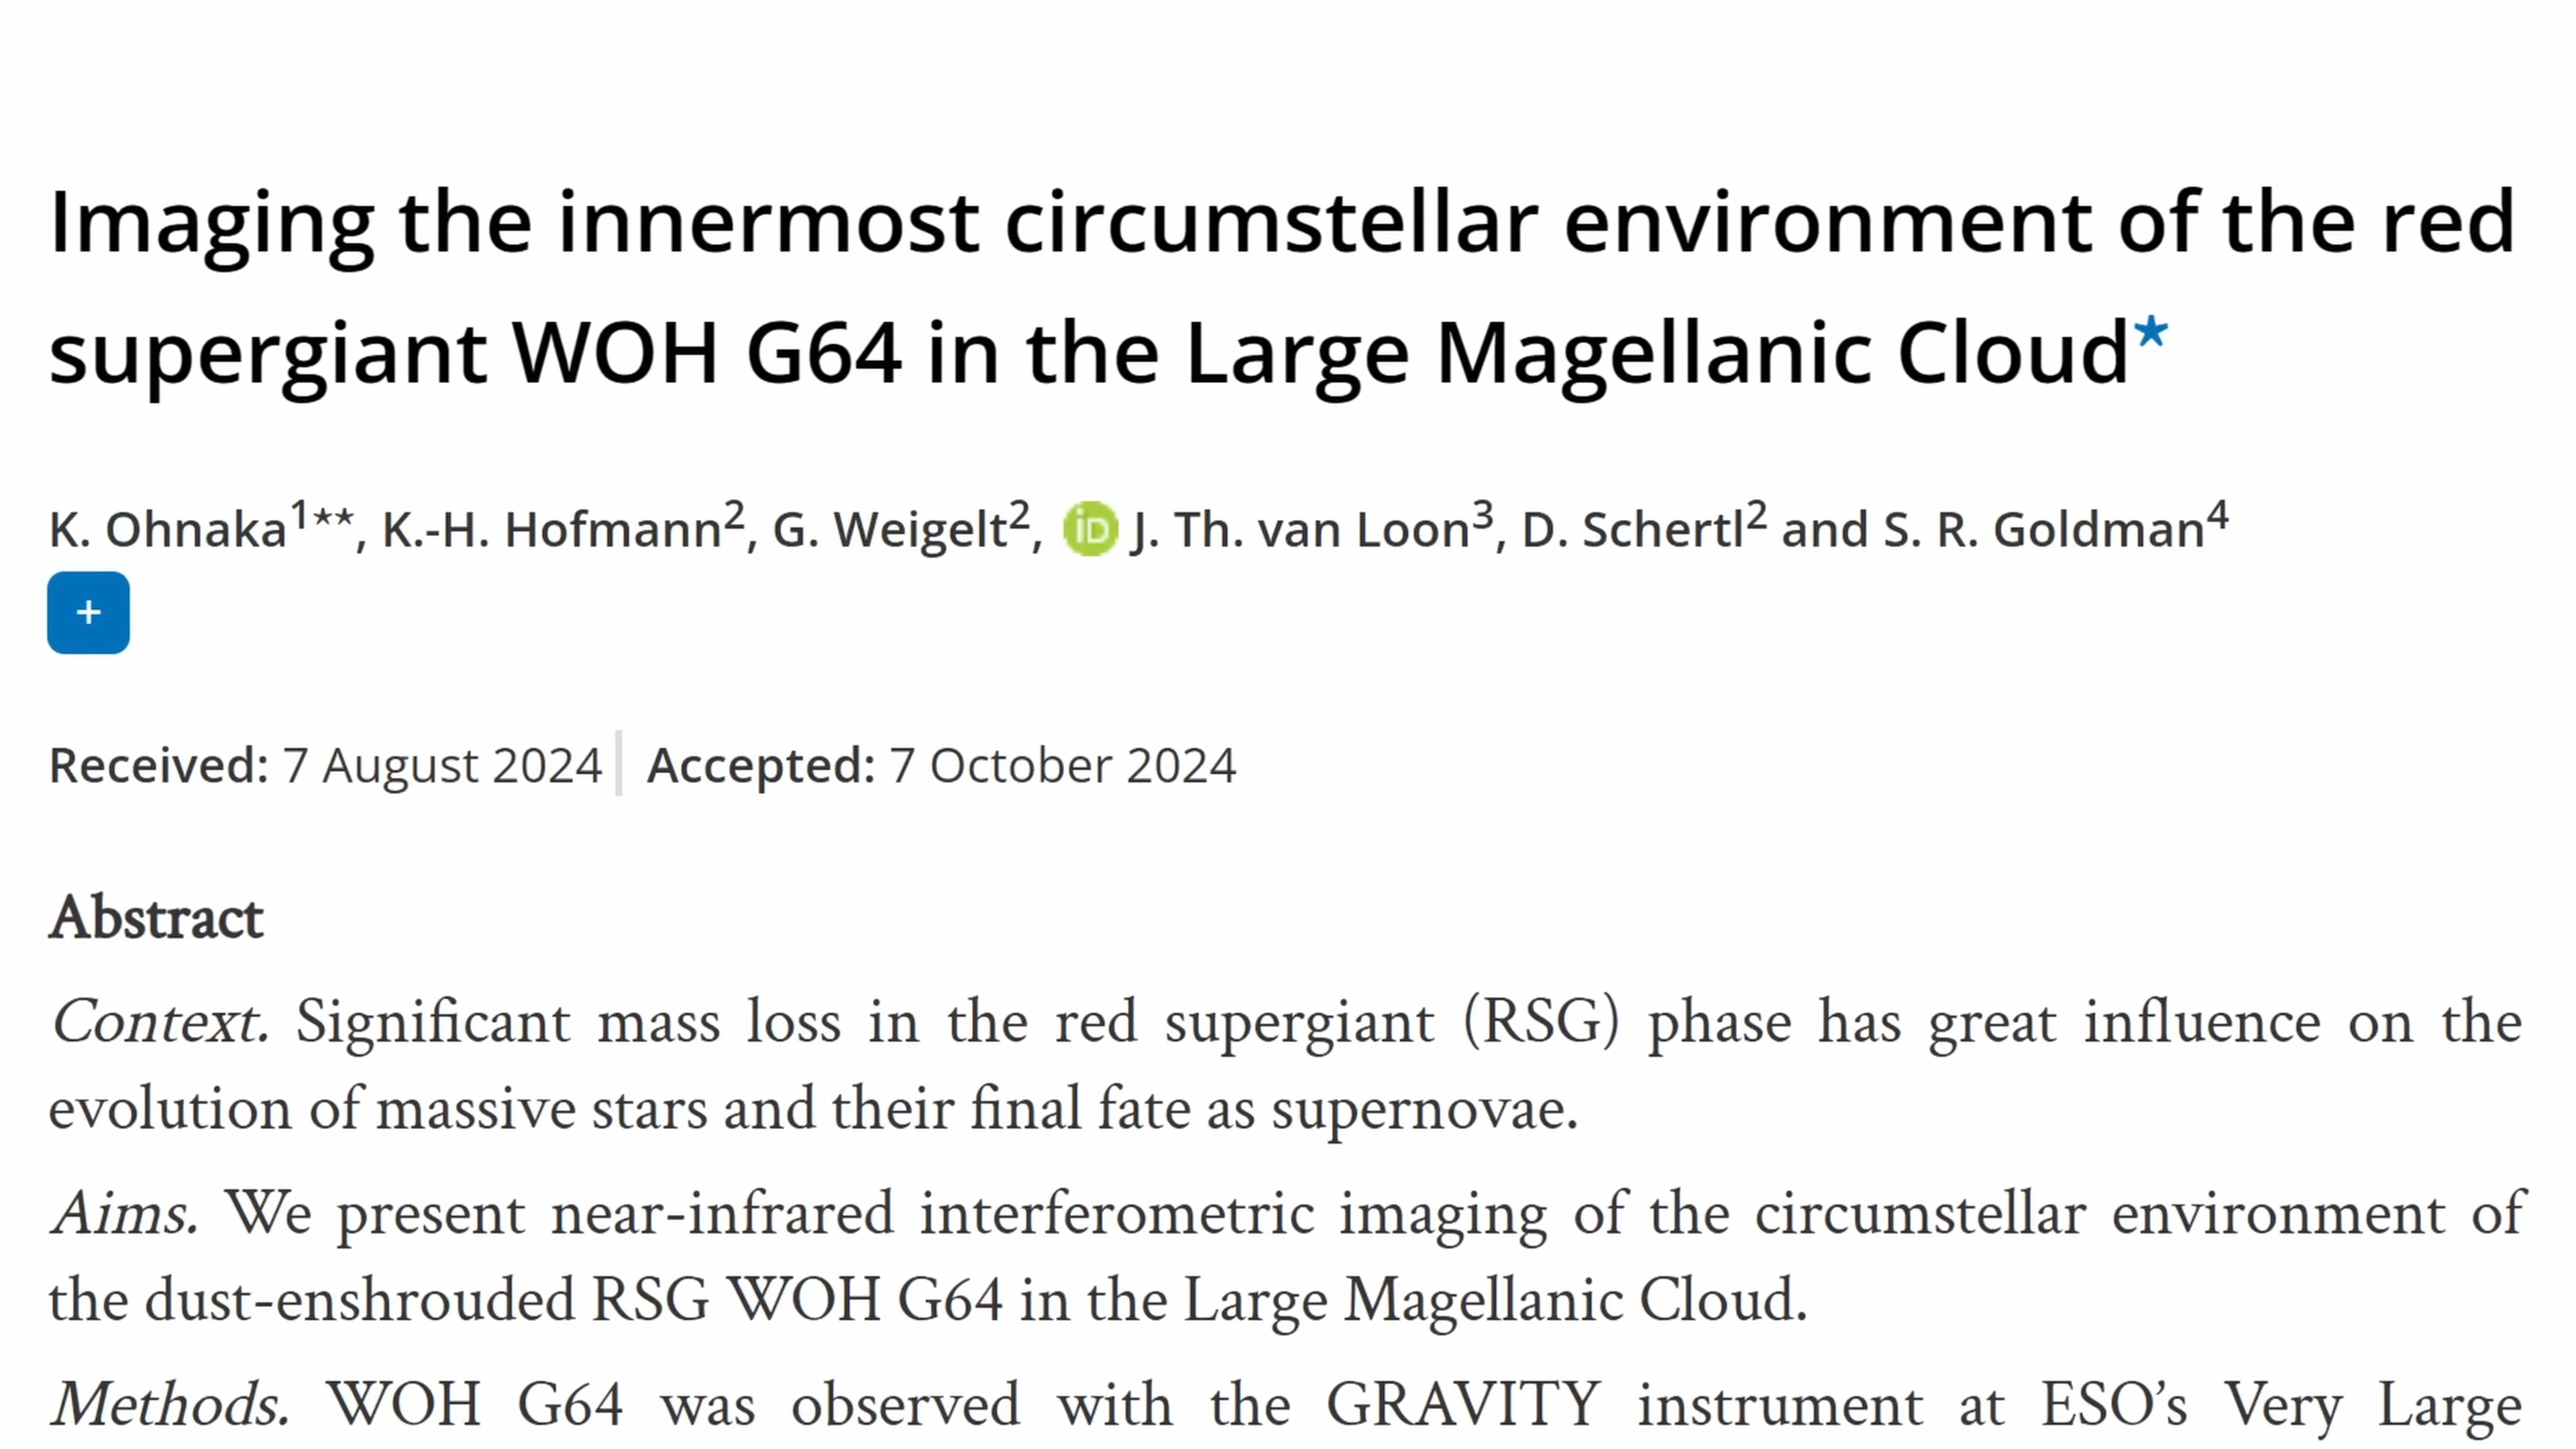 Imaging the innermost circumstellar environment of the red
supergiant WOH G64 in the Large Magellanic Cloud★
K. Ohnaka1★★, K.-H. Hofmann2, G. Weigelt2, iD J. Th. van Loon3, D. Schertl2 and S. R. Goldman4
+
Received: 7 August 2024 | Accepted: 7 October 2024
Abstract
Context. Significant mass loss in the red supergiant (RSG) phase has great influence on the
evolution of massive stars and their final fate as supernovae.
Aims. We present near-infrared interferometric imaging of the circumstellar environment of
the dust-enshrouded RSG WOH G64 in the Large Magellanic Cloud.
Methods. WOH G64 was observed with the GRAVITY instrument at ESO’s Very Large